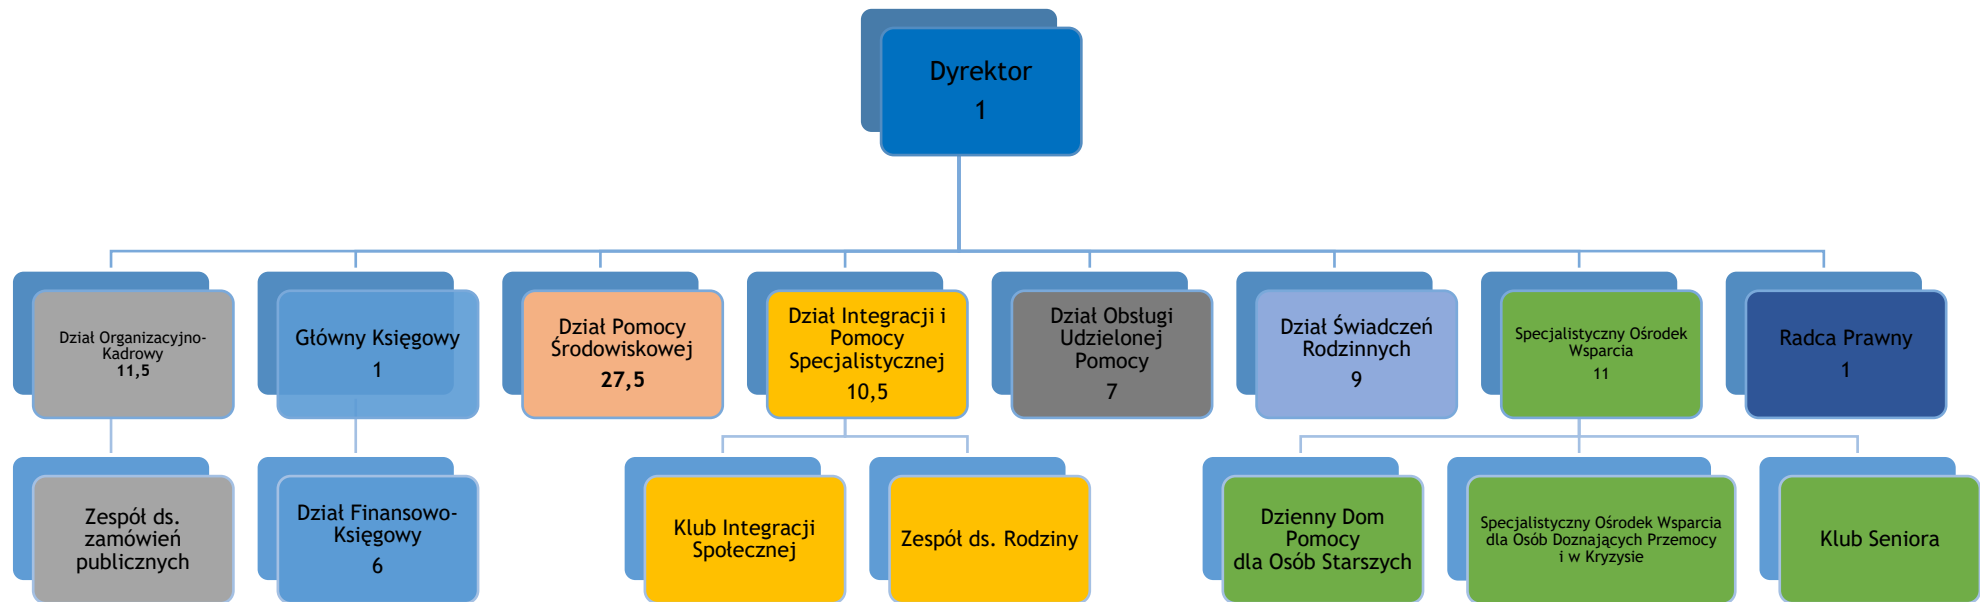 Dyrektor
1
Dział Organizacyjno-
Kadrowy
11,5
Główny Księgowy
1
Dział Pomocy
Środowiskowej
27,5
Dział Integracji i
Pomocy
Specjalistycznej
10,5
Dział Obsługi
Udzielonej
Pomocy
7
Dział Świadczeń
Rodzinnych
9
Specjalistyczny Ośrodek
Wsparcia
11
Radca Prawny
1
Zespół ds.
zamówień
publicznych
Dział Finansowo-
Księgowy
6
Klub Integracji
Społecznej
Zespół ds. Rodziny
Dzienny Dom
Pomocy
dla Osób Starszych
Specjalistyczny Ośrodek Wsparcia
dla Osób Doznających Przemocy
i w Kryzysie
Klub Seniora